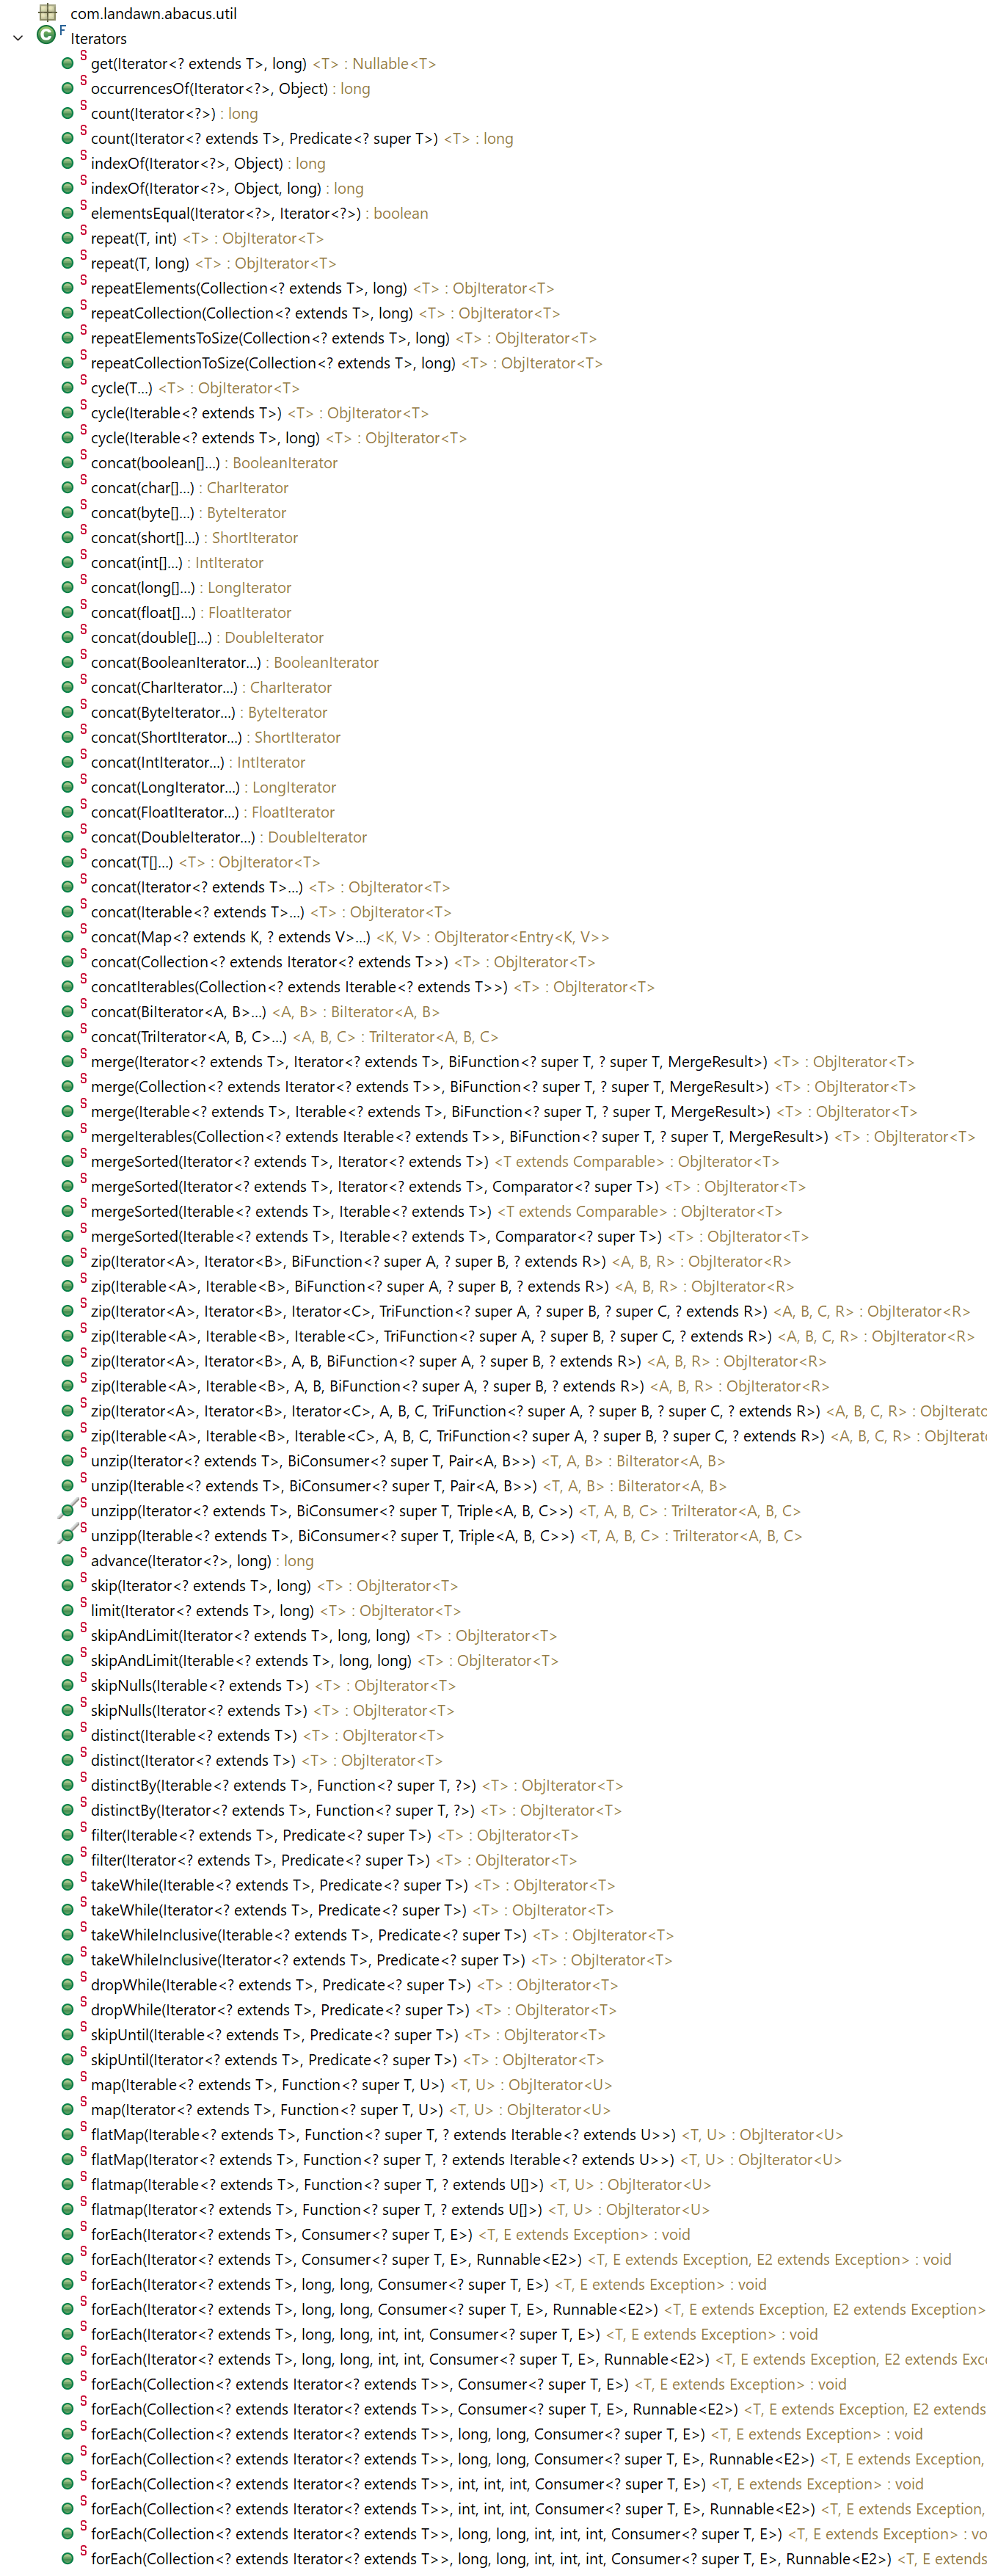 com.landawn.abacus.util
C F Iterators
S get(Iterator<? extends T>, long) <T> : Nullable<T>
S occurrencesOf(Iterator<?>, Object) : long
S count(Iterator<?>) : long
S count(Iterator<? extends T>, Predicate<? super T>) <T> : long
S indexOf(Iterator<?>, Object) : long
S indexOf(Iterator<?>, Object, long) : long
S elementsEqual(Iterator<?>, Iterator<?>) : boolean
S repeat(T, int) <T> : ObjIterator<T>
S repeat(T, long) <T> : ObjIterator<T>
S repeatElements(Collection<? extends T>, long) <T> : ObjIterator<T>
S repeatCollection(Collection<? extends T>, long) <T> : ObjIterator<T>
S repeatElementsToSize(Collection<? extends T>, long) <T> : ObjIterator<T>
S repeatCollectionToSize(Collection<? extends T>, long) <T> : ObjIterator<T>
S cycle(T...) <T> : ObjIterator<T>
S cycle(Iterable<? extends T>) <T> : ObjIterator<T>
S cycle(Iterable<? extends T>, long) <T> : ObjIterator<T>
S concat(boolean[]...) : BooleanIterator
S concat(char[]...) : CharIterator
S concat(byte[]...) : ByteIterator
S concat(short[]...) : ShortIterator
S concat(int[]...) : IntIterator
S concat(long[]...) : LongIterator
S concat(float[]...) : FloatIterator
S concat(double[]...) : DoubleIterator
S concat(BooleanIterator...) : BooleanIterator
S concat(CharIterator...) : CharIterator
S concat(ByteIterator...) : ByteIterator
S concat(ShortIterator...) : ShortIterator
S concat(IntIterator...) : IntIterator
S concat(LongIterator...) : LongIterator
S concat(FloatIterator...) : FloatIterator
S concat(DoubleIterator...) : DoubleIterator
S concat(T[]...) <T> : ObjIterator<T>
S concat(Iterator<? extends T>...) <T> : ObjIterator<T>
S concat(Iterable<? extends T>...) <T> : ObjIterator<T>
S concat(Map<? extends K, ? extends V>...) <K, V> : ObjIterator<Entry<K, V>>
S concat(Collection<? extends Iterator<? extends T>>) <T> : ObjIterator<T>
S concatIterables(Collection<? extends Iterable<? extends T>>) <T> : ObjIterator<T>
S concat(BiIterator<A, B>...) <A, B> : BiIterator<A, B>
S concat(TriIterator<A, B, C>...) <A, B, C> : TriIterator<A, B, C>
S merge(Iterator<? extends T>, Iterator<? extends T>, BiFunction<? super T, ? super T, MergeResult>) <T> : ObjIterator<T>
S merge(Collection<? extends Iterator<? extends T>>, BiFunction<? super T, ? super T, MergeResult>) <T> : ObjIterator<T>
S merge(Iterable<? extends T>, Iterable<? extends T>, BiFunction<? super T, ? super T, MergeResult>) <T> : ObjIterator<T>
S mergeIterables(Collection<? extends Iterable<? extends T>>, BiFunction<? super T, ? super T, MergeResult>) <T> : ObjIterator<T>
S mergeSorted(Iterator<? extends T>, Iterator<? extends T>) <T extends Comparable> : ObjIterator<T>
S mergeSorted(Iterator<? extends T>, Iterator<? extends T>, Comparator<? super T>) <T> : ObjIterator<T>
S mergeSorted(Iterable<? extends T>, Iterable<? extends T>) <T extends Comparable> : ObjIterator<T>
S mergeSorted(Iterable<? extends T>, Iterable<? extends T>, Comparator<? super T>) <T> : ObjIterator<T>
S zip(Iterator<A>, Iterator<B>, BiFunction<? super A, ? super B, ? extends R>) <A, B, R> : ObjIterator<R>
S zip(Iterable<A>, Iterable<B>, BiFunction<? super A, ? super B, ? extends R>) <A, B, R> : ObjIterator<R>
S zip(Iterator<A>, Iterator<B>, Iterator<C>, TriFunction<? super A, ? super B, ? super C, ? extends R>) <A, B, C, R> : ObjIterator<R>
S zip(Iterable<A>, Iterable<B>, Iterable<C>, TriFunction<? super A, ? super B, ? super C, ? extends R>) <A, B, C, R> : ObjIterator<R>
S zip(Iterator<A>, Iterator<B>, A, B, BiFunction<? super A, ? super B, ? extends R>) <A, B, R> : ObjIterator<R>
S zip(Iterable<A>, Iterable<B>, A, B, BiFunction<? super A, ? super B, ? extends R>) <A, B, R> : ObjIterator<R>
S zip(Iterator<A>, Iterator<B>, Iterator<C>, A, B, C, TriFunction<? super A, ? super B, ? super C, ? extends R>) <A, B, C, R> : ObjIterato
S zip(Iterable<A>, Iterable<B>, Iterable<C>, A, B, C, TriFunction<? super A, ? super B, ? super C, ? extends R>) <A, B, C, R> : ObjIterat
S unzip(Iterator<? extends T>, BiConsumer<? super T, Pair<A, B>>) <T, A, B> : BiIterator<A, B>
S unzip(Iterable<? extends T>, BiConsumer<? super T, Pair<A, B>>) <T, A, B> : BiIterator<A, B>
S unzipp(Iterator<? extends T>, BiConsumer<? super T, Triple<A, B, C>>) <T, A, B, C> : TriIterator<A, B, C>
S unzipp(Iterable<? extends T>, BiConsumer<? super T, Triple<A, B, C>>) <T, A, B, C> : TriIterator<A, B, C>
S advance(Iterator<?>, long) : long
S skip(Iterator<? extends T>, long) <T> : ObjIterator<T>
S limit(Iterator<? extends T>, long) <T> : ObjIterator<T>
S skipAndLimit(Iterator<? extends T>, long, long) <T> : ObjIterator<T>
S skipAndLimit(Iterable<? extends T>, long, long) <T> : ObjIterator<T>
S skipNulls(Iterable<? extends T>) <T> : ObjIterator<T>
S skipNulls(Iterator<? extends T>) <T> : ObjIterator<T>
S distinct(Iterable<? extends T>) <T> : ObjIterator<T>
S distinct(Iterator<? extends T>) <T> : ObjIterator<T>
S distinctBy(Iterable<? extends T>, Function<? super T, ?>) <T> : ObjIterator<T>
S distinctBy(Iterator<? extends T>, Function<? super T, ?>) <T> : ObjIterator<T>
S filter(Iterable<? extends T>, Predicate<? super T>) <T> : ObjIterator<T>
S filter(Iterator<? extends T>, Predicate<? super T>) <T> : ObjIterator<T>
S takeWhile(Iterable<? extends T>, Predicate<? super T>) <T> : ObjIterator<T>
S takeWhile(Iterator<? extends T>, Predicate<? super T>) <T> : ObjIterator<T>
S takeWhileInclusive(Iterable<? extends T>, Predicate<? super T>) <T> : ObjIterator<T>
S takeWhileInclusive(Iterator<? extends T>, Predicate<? super T>) <T> : ObjIterator<T>
S dropWhile(Iterable<? extends T>, Predicate<? super T>) <T> : ObjIterator<T>
S dropWhile(Iterator<? extends T>, Predicate<? super T>) <T> : ObjIterator<T>
S skipUntil(Iterable<? extends T>, Predicate<? super T>) <T> : ObjIterator<T>
S skipUntil(Iterator<? extends T>, Predicate<? super T>) <T> : ObjIterator<T>
S map(Iterable<? extends T>, Function<? super T, U>) <T, U> : ObjIterator<U>
S map(Iterator<? extends T>, Function<? super T, U>) <T, U> : ObjIterator<U>
S flatMap(Iterable<? extends T>, Function<? super T, ? extends Iterable<? extends U>>) <T, U> : ObjIterator<U>
S flatMap(Iterator<? extends T>, Function<? super T, ? extends Iterable<? extends U>>) <T, U> : ObjIterator<U>
S flatmap(Iterable<? extends T>, Function<? super T, ? extends U[]>) <T, U> : ObjIterator<U>
S flatmap(Iterator<? extends T>, Function<? super T, ? extends U[]>) <T, U> : ObjIterator<U>
S forEach(Iterator<? extends T>, Consumer<? super T, E>) <T, E extends Exception> : void
S forEach(Iterator<? extends T>, Consumer<? super T, E>, Runnable<E2>) <T, E extends Exception, E2 extends Exception> : void
S forEach(Iterator<? extends T>, long, long, Consumer<? super T, E>) <T, E extends Exception> : void
S forEach(Iterator<? extends T>, long, long, Consumer<? super T, E>, Runnable<E2>) <T, E extends Exception, E2 extends Exception>
S forEach(Iterator<? extends T>, long, long, int, int, Consumer<? super T, E>) <T, E extends Exception> : void
S forEach(Iterator<? extends T>, long, long, int, int, Consumer<? super T, E>, Runnable<E2>) <T, E extends Exception, E2 extends Exce
S forEach(Collection<? extends Iterator<? extends T>>, Consumer<? super T, E>) <T, E extends Exception> : void
S forEach(Collection<? extends Iterator<? extends T>>, Consumer<? super T, E>, Runnable<E2>) <T, E extends Exception, E2 extends
S forEach(Collection<? extends Iterator<? extends T>>, long, long, Consumer<? super T, E>) <T, E extends Exception> : void
S forEach(Collection<? extends Iterator<? extends T>>, long, long, Consumer<? super T, E>, Runnable<E2>) <T, E extends Exception,
S forEach(Collection<? extends Iterator<? extends T>>, int, int, int, Consumer<? super T, E>) <T, E extends Exception> : void
S forEach(Collection<? extends Iterator<? extends T>>, int, int, int, Consumer<? super T, E>, Runnable<E2>) <T, E extends Exception,
S forEach(Collection<? extends Iterator<? extends T>>, long, long, int, int, int, Consumer<? super T, E>) <T, E extends Exception> : vo
S forEach(Collection<? extends Iterator<? extends T>>, long, long, int, int, int, Consumer<? super T, E>, Runnable<E2>) <T, E extends